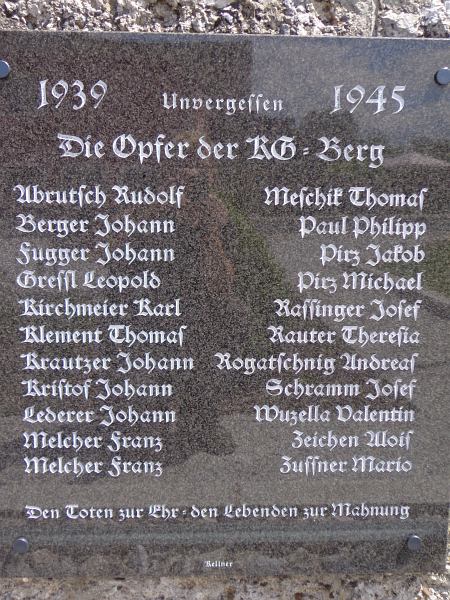 1939 Unvergessen 1945
Die Opfer der KG-Berg
Abrutsch Rudolf Meschik Thomas
Berger Johann Paul Philipp
Fugger Johann Pirz Jakob
Gressl Leopold Pirz Michael
Kirchmeier Karl Rassinger Josef
Klement Thomas Rauter Theresia
Krautzer Johann Rogatschnig Andreas
Kristof Johann Schramm Josef
Lederer Johann Wuzella Valentin
Melcher Franz Zeichen Alois
Melcher Franz Zussner Mario
Den Toten zur Ehr-den Lebenden zur Mahnung
Kellner